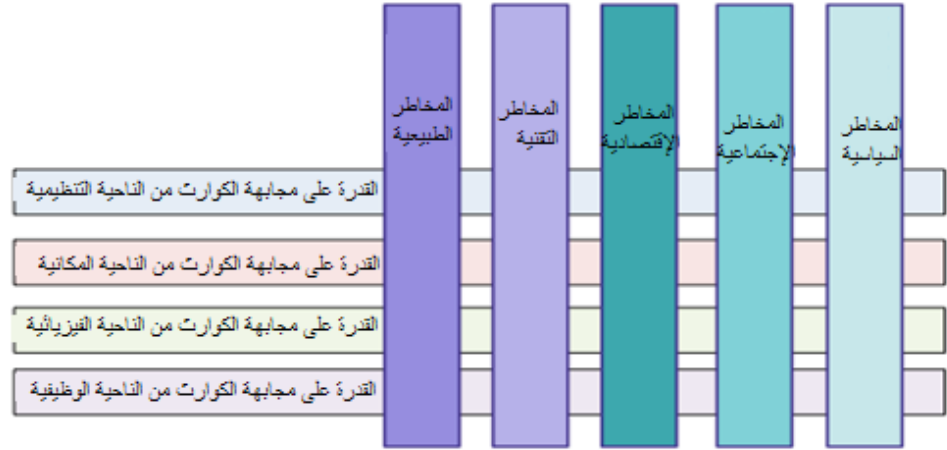 المخاطر
السياسية
المخاطر
الإجتماعية
المخاطر
الإقتصادية
المخاطر
التقنية
المخاطر
الطبيعية
القدرة على مجابهة الكوارث من الناحية التنظيمية
القدرة على مجابهة الكوارث من الناحية المكانية
القدرة على مجابهة الكوارث من الناحية الفيزيائية
القدرة على مجابهة الكوارث من الناحية الوظيفية